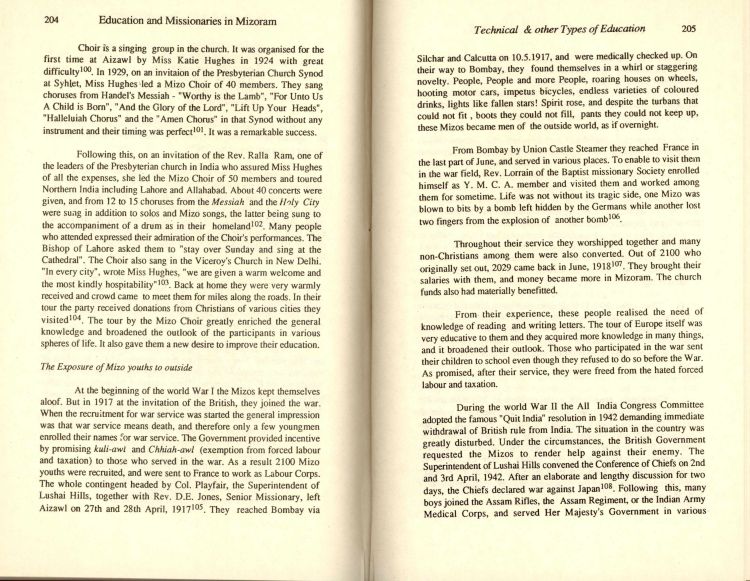 204 Education and Missionaries in Mizoram
Choir is a singing group in the church. It was organised for the
first time at Aizawl by Miss Katie Hughes in 1924 with great
difficulty100. In 1929, on an invitaion of the Presbyterian Church Synod
at Syhlet, Miss Hughes led a Mizo Choir of 40 members. They sang
choruses from Handel's Messiah - "Worthy is the Lamb", "For Unto Us
A Child is Born", "And the Glory of the Lord", "Lift Up Your Heads",
"Halleluiah Chorus" and the "Amen Chorus" in that Synod without any
instrument and their timing was perfect101. It was a remarkable success.
Following this, on an invitation of the Rev. Ralla Ram, one of
the leaders of the Presbyterian church in India who assured Miss Hughes
of all the expenses, she led the Mizo Choir of 50 members and toured
Northern India including Lahore and Allahabad. About 40 concerts were
given, and from 12 to 15 choruses from the Messiah and the Holy City
were sung in addition to solos and Mizo songs, the latter being sung to
the accompaniment of a drum as in their homeland102. Many people
who attended expressed their admiration of the Choir's performances. The
Bishop of Lahore asked them to "stay over Sunday and sing at the
Cathedral". The Choir also sang in the Viceroy's Church in New Delhi.
"In every city", wrote Miss Hughes, "we are given a warm welcome and
the most kindly hospitability"103. Back at home they were very warmly
received and crowd came to meet them for miles along the roads. In their
tour the party received donations from Christians of various cities they
visited104. The tour by the Mizo Choir greatly enriched the general
knowledge and broadened the outlook of the participants in various
spheres of life. It also gave them a new desire to improve their education.
The Exposure of Mizo youths to outside
At the beginning of the world War I the Mizos kept themselves
aloof. But in 1917 at the invitation of the British, they joined the war.
When the recruitment for war service was started the general impression
was that war service means death, and therefore only a few youngmen
enrolled their names for war service. The Government provided incentive
by promising kuli-awl and Chhiah-awl (exemption from forced labour
and taxation) to those who served in the war. As a result 2100 Mizo
youths were recruited, and were sent to France to work as Labour Corps.
The whole contingent headed by Col. Playfair, the Superintendent of
Lushai Hills, together with Rev. D.E. Jones, Senior Missionary, left
Aizawl on 27th and 28th April, 1917105. They reached Bombay via
Technical & other Types of Education 205
Silchar and Calcutta on 10.5.1917, and were medically checked up. On
their way to Bombay, they found themselves in a whirl or staggering
novelty. People, People and more People, roaring houses on wheels,
hooting motor cars, impetus bicycles, endless varieties of coloured
drinks, lights like fallen stars! Spirit rose, and despite the turbans that
could not fit , boots they could not fill, pants they could not keep up,
these Mizos became men of the outside world, as if overnight.
From Bombay by Union Castle Steamer they reached France in
the last part of June, and served in various places. To enable to visit them
in the war field, Rev. Lorrain of the Baptist missionary Society enrolled
himself as Y. M. C. A. member and visited them and worked among
them for sometime. Life was not without its tragic side, one Mizo was
blown to bits by a bomb left hidden by the Germans while another lost
two fingers from the explosion of another bomb106.
Throughout their service they worshipped together and many
non-Christians among them were also converted. Out of 2100 who
originally set out, 2029 came back in June, 1918107. They brought their
salaries with them, and money became more in Mizoram. The church
funds also had materially benefitted.
From their experience, these people realised the need of
knowledge of reading and writing letters. The tour of Europe itself was
very educative to them and they acquired more knowledge in many things,
and it broadened their outlook. Those who participated in the war sent
their children to school even though they refused to do so before the War.
As promised, after their service, they were freed from the hated forced
labour and taxation.
During the world War II the All India Congress Committee
adopted the famous "Quit India" resolution in 1942 demanding immediate
withdrawal of British rule from India. The situation in the country was
greatly disturbed. Under the circumstances, the British Government
requested the Mizos to render help against their enemy. The
Superintendent of Lushai Hills convened the Conference of Chiefs on 2nd
and 3rd April, 1942. After an elaborate and lengthy discussion for two
days, the Chiefs declared war against Japan108. Following this, many
boys joined the Assam Rifles, the Assam Regiment, or the Indian Army
Medical Corps, and served Her Majesty's Government in various